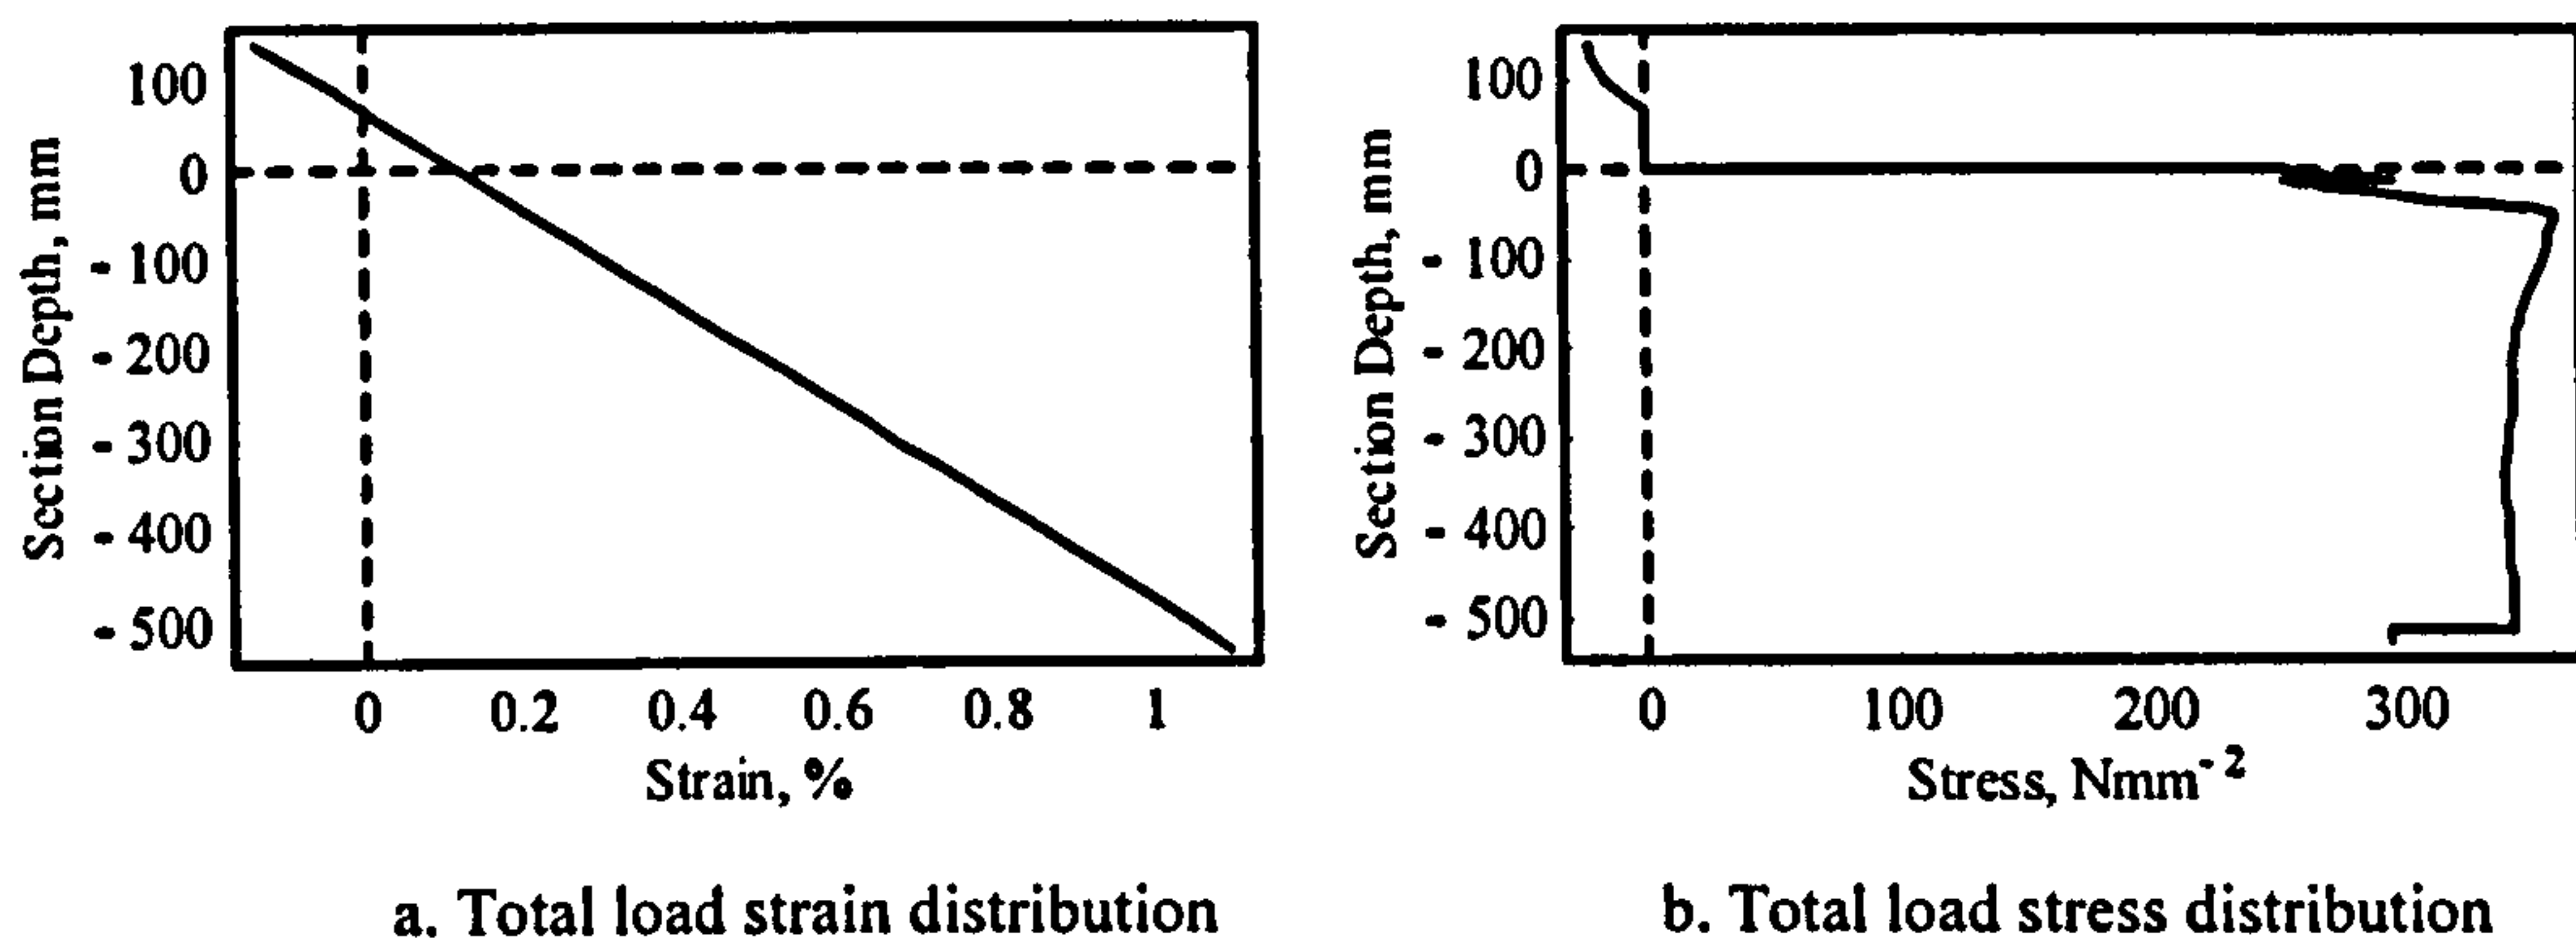 100
0
- 100
- 200
- 300
- 400
- 500
Section Depth, mm
0 0.2 0.4 0.6 0.8 1
Strain, %
a. Total load strain distribution
100
0
- 100
- 200
- 300
- 400
- 500
Section Depth, mm
0 100 200 300
Stress, Nmm⁻²
b. Total load stress distribution